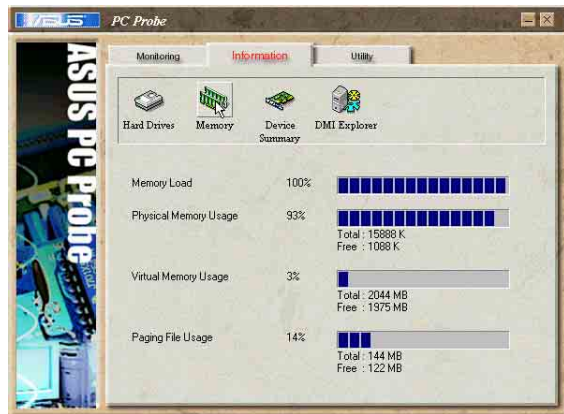 /ISUS PC Probe
ASUS PC Probe
Monitoring Information Utility
Hard Drives Memory Device Summary DMI Explorer
Memory Load 100%
Physical Memory Usage 93%
Total : 15888 K
Free : 1088 K
Virtual Memory Usage 3%
Total : 2044 MB
Free : 1975 MB
Paging File Usage 14%
Total : 144 MB
Free : 122 MB